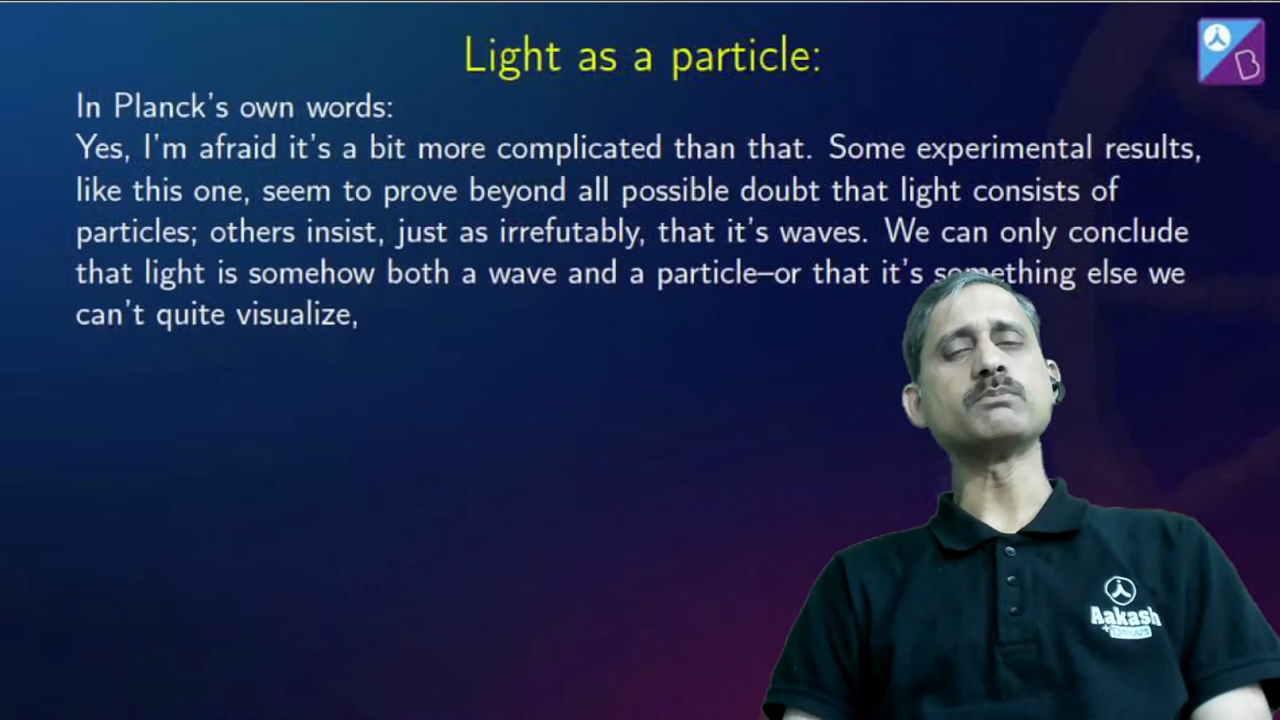 Light as a particle:
In Planck's own words:
Yes, I'm afraid it's a bit more complicated than that. Some experimental results,
like this one, seem to prove beyond all possible doubt that light consists of
particles; others insist, just as irrefutably, that it's waves. We can only conclude
that light is somehow both a wave and a particle–or that it's something else we
can't quite visualize,
Aakash